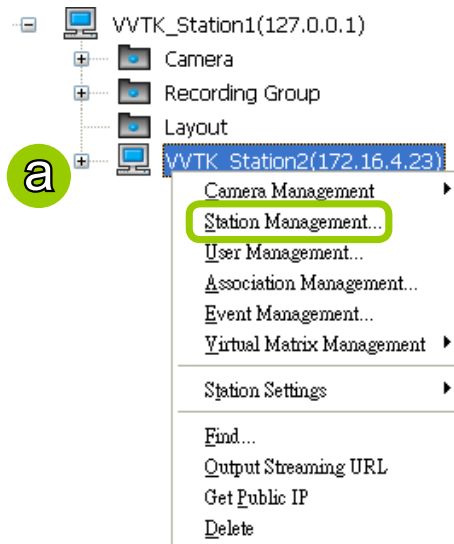 VVTK_Station1(127.0.0.1)
Camera
Recording Group
Layout
a
VVTK_Station2(172.16.4.23)
Camera Management
Station Management...
User Management...
Association Management...
Event Management...
Virtual Matrix Management
Station Settings
Find...
Output Streaming URL
Get Public IP
Delete